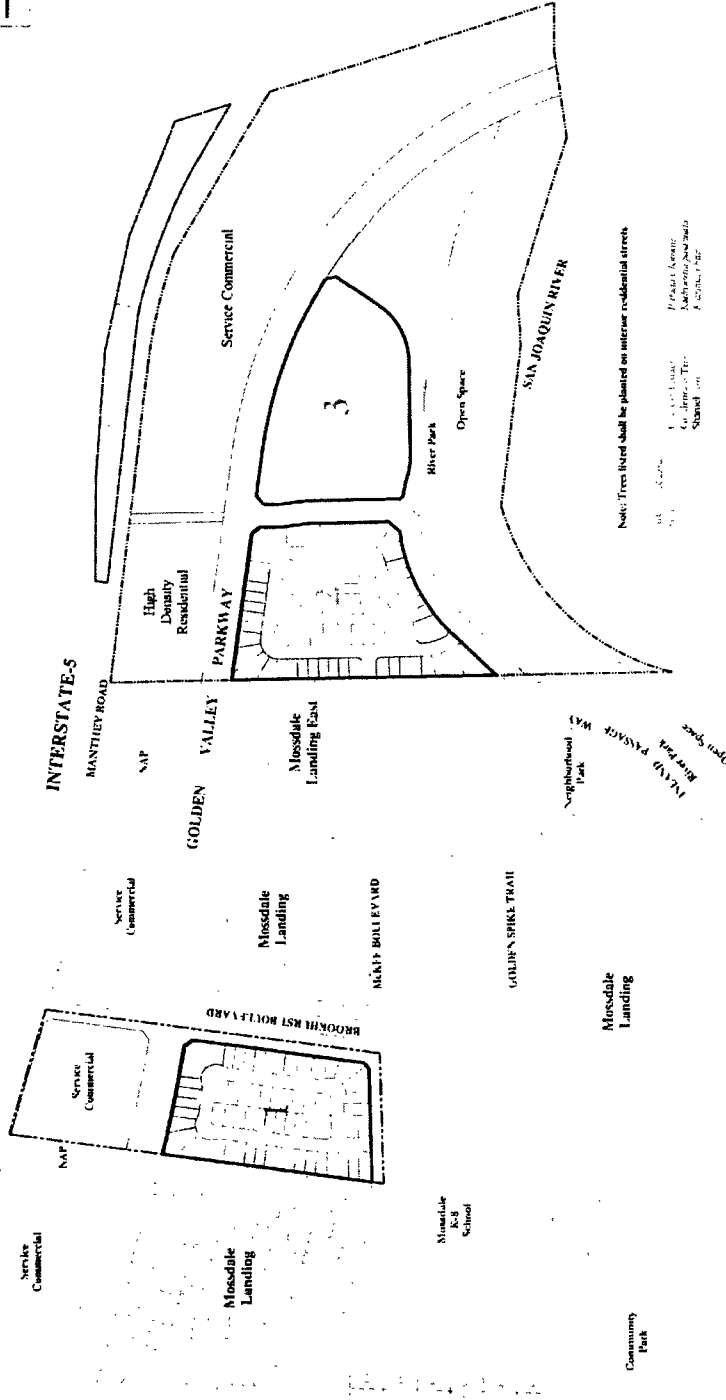 INTERSTATE-5
MANTHEY ROAD
NAP
High
Density
Residential
Service Commercial
GOLDEN VALLEY PARKWAY
3
River Park
Open Space
SAN JOAQUIN RIVER
Mossdale
Landing East
Neighborhood
Park
INLAND PASSAGE WAY
River Park
Open Space
Service
Commercial
Mossdale
Landing
McKEE BOULEVARD
GOLDEN SPIKE TRAIL
Mossdale
Landing
BROOKHURST BOULEVARD
Service
Commercial
NAP
1
Service
Commercial
Mossdale
Landing
Mossdale
K-8
School
Community
Park
Note: Trees listed shall be planted on interior residential streets